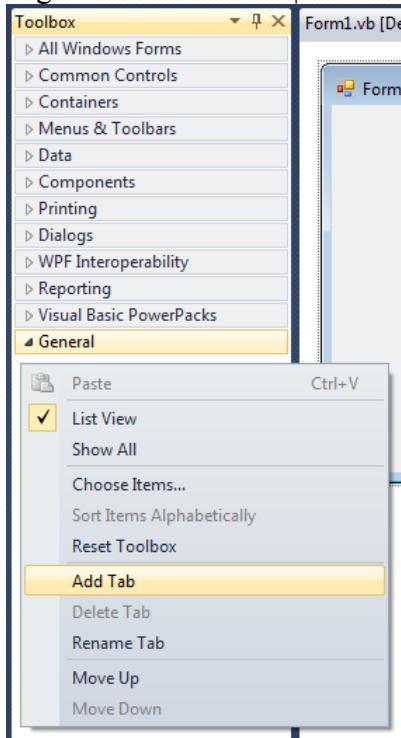 Toolbox
Form1.vb [De
All Windows Forms
Common Controls
Form
Containers
Menus & Toolbars
Data
Components
Printing
Dialogs
WPF Interoperability
Reporting
Visual Basic PowerPacks
General
Paste Ctrl+V
List View
Show All
Choose Items...
Sort Items Alphabetically
Reset Toolbox
Add Tab
Delete Tab
Rename Tab
Move Up
Move Down